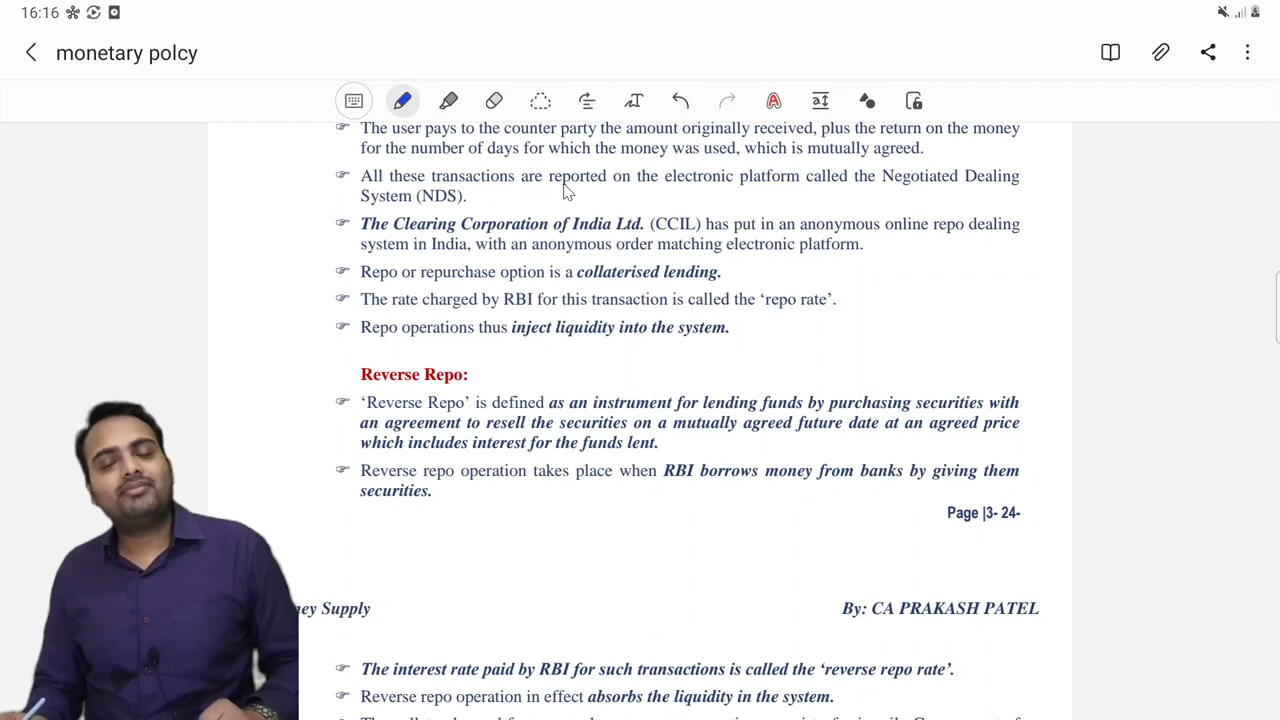 16:16
monetary polcy
The user pays to the counter party the amount originally received, plus the return on the money
for the number of days for which the money was used, which is mutually agreed.
All these transactions are reported on the electronic platform called the Negotiated Dealing
System (NDS).
The Clearing Corporation of India Ltd. (CCIL) has put in an anonymous online repo dealing
system in India, with an anonymous order matching electronic platform.
Repo or repurchase option is a collaterised lending.
The rate charged by RBI for this transaction is called the ‘repo rate’.
Repo operations thus inject liquidity into the system.
Reverse Repo:
‘Reverse Repo’ is defined as an instrument for lending funds by purchasing securities with
an agreement to resell the securities on a mutually agreed future date at an agreed price
which includes interest for the funds lent.
Reverse repo operation takes place when RBI borrows money from banks by giving them
securities.
Page |3- 24-
Supply By: CA PRAKASH PATEL
The interest rate paid by RBI for such transactions is called the ‘reverse repo rate’.
Reverse repo operation in effect absorbs the liquidity in the system.